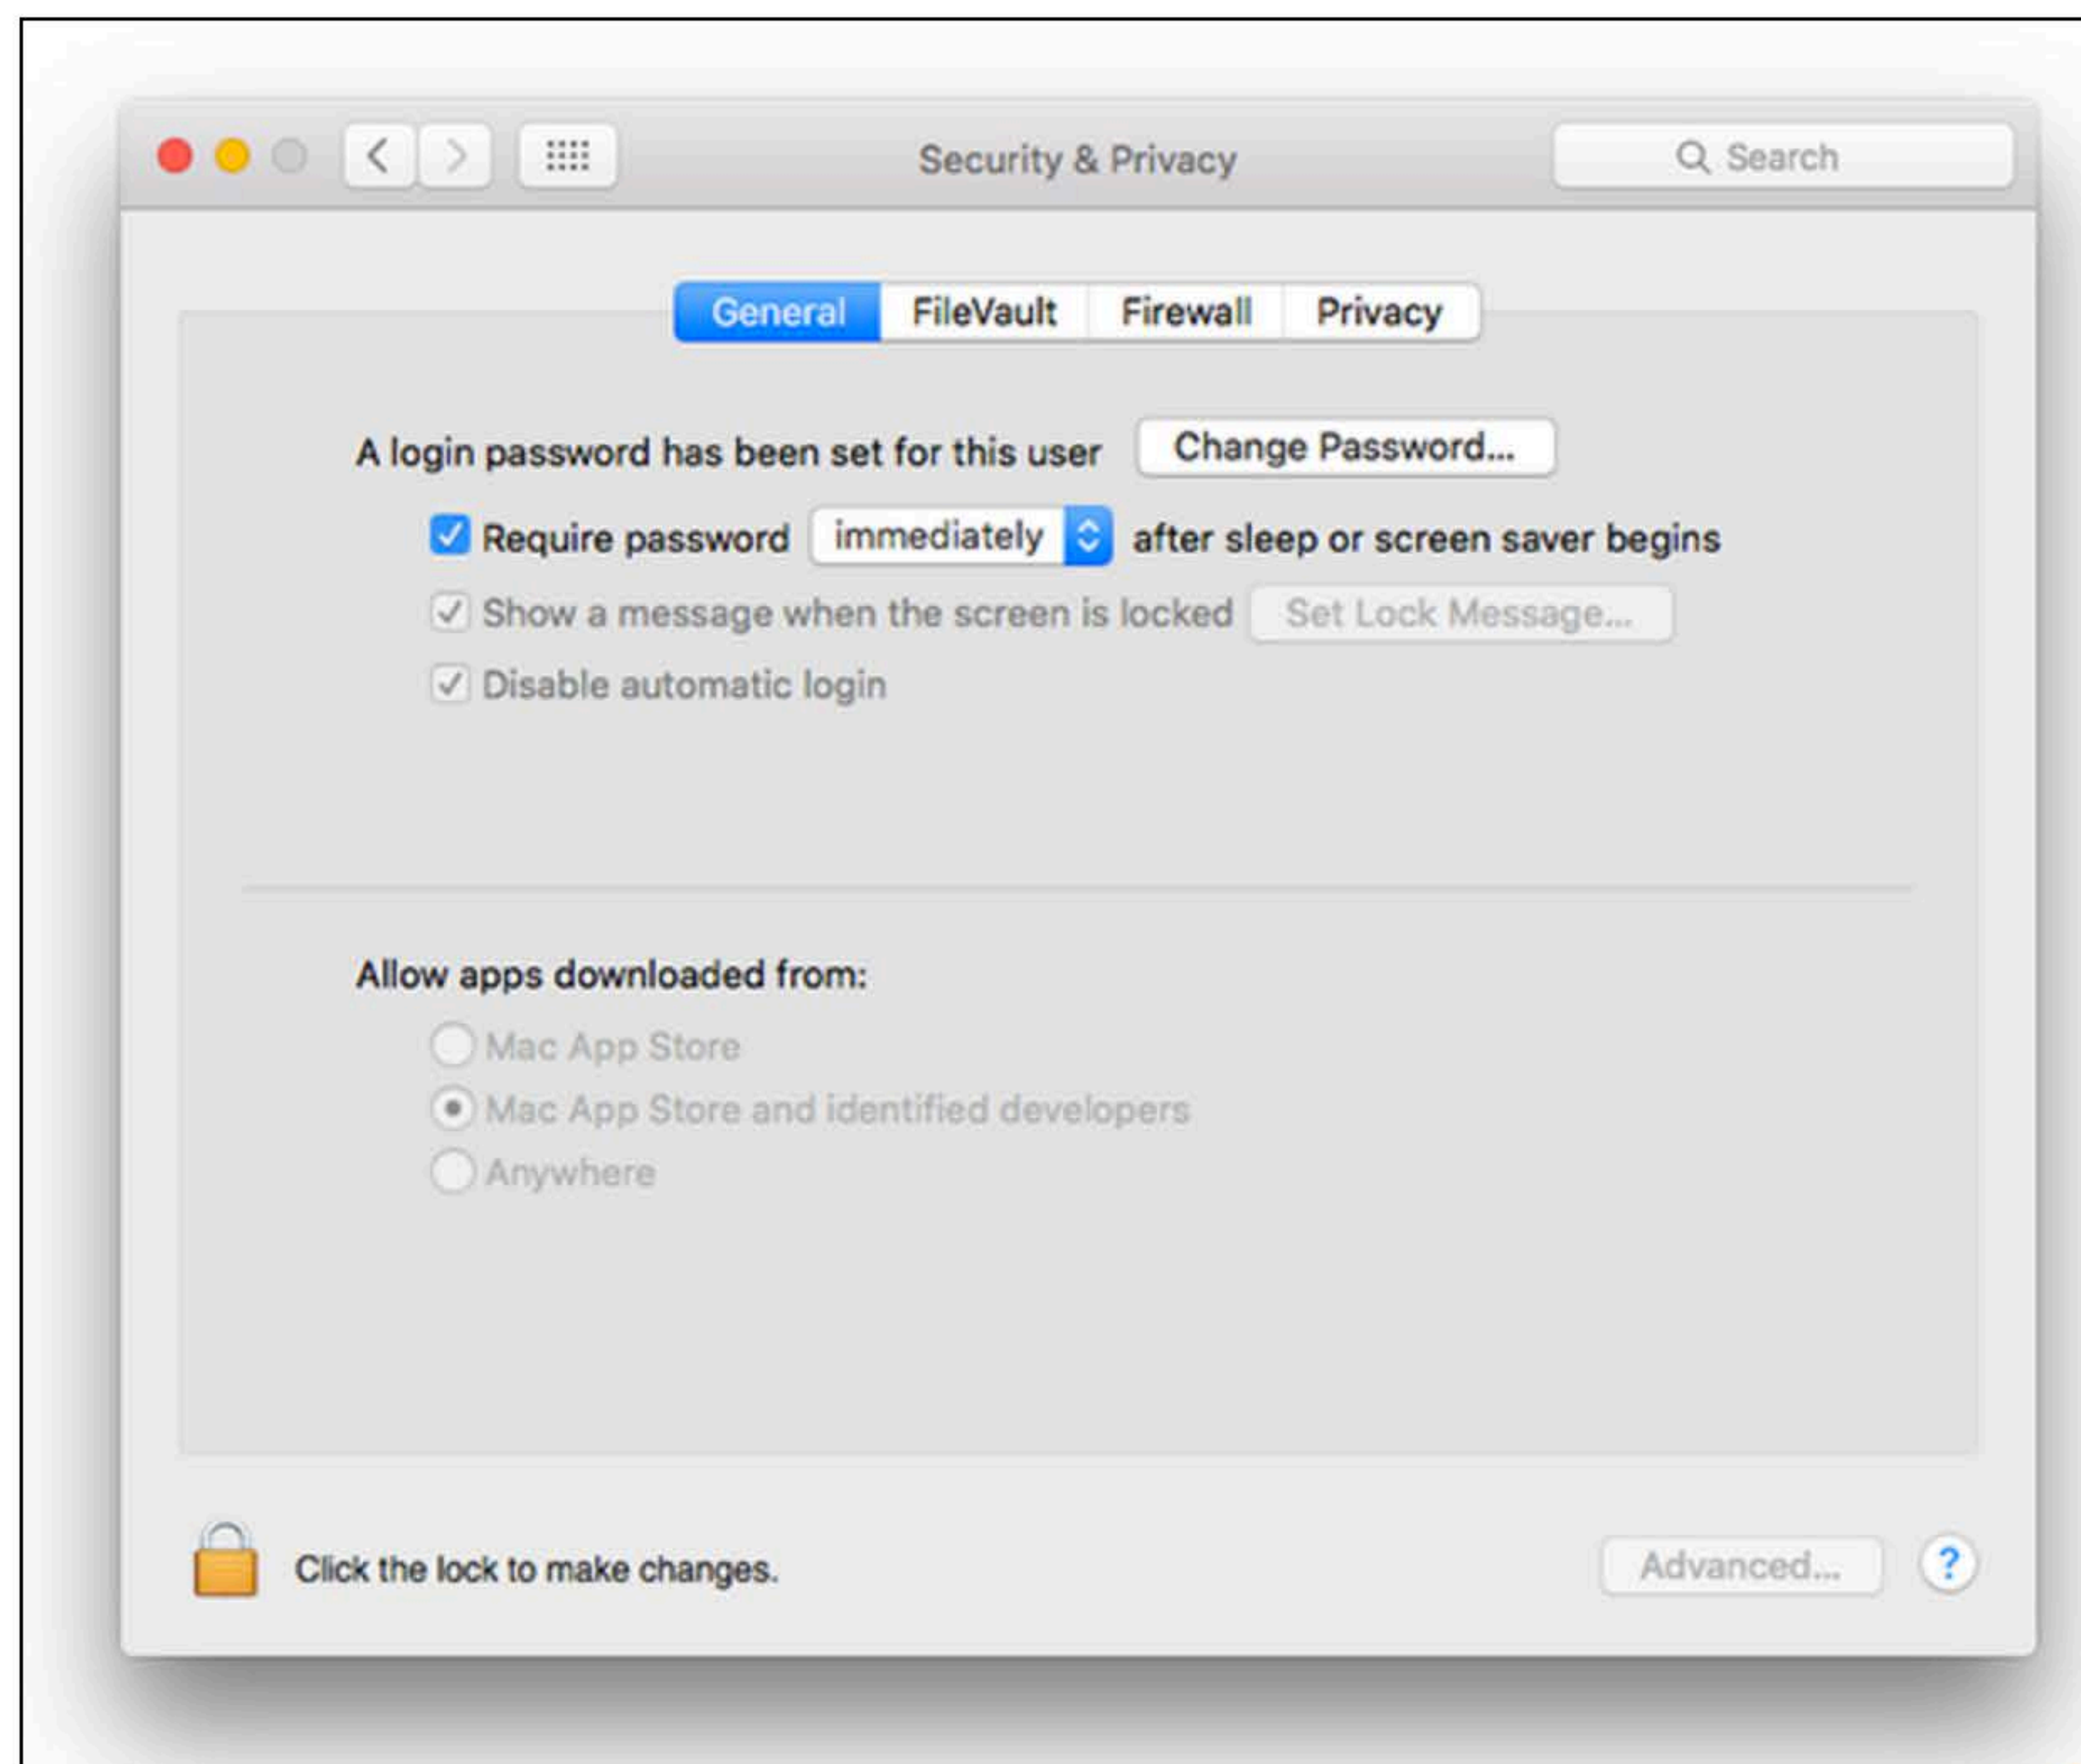 Security & Privacy
Search
General FileVault Firewall Privacy
A login password has been set for this user Change Password...
Require password immediately after sleep or screen saver begins
Show a message when the screen is locked Set Lock Message...
Disable automatic login
Allow apps downloaded from:
Mac App Store
Mac App Store and identified developers
Anywhere
Click the lock to make changes.
Advanced... ?